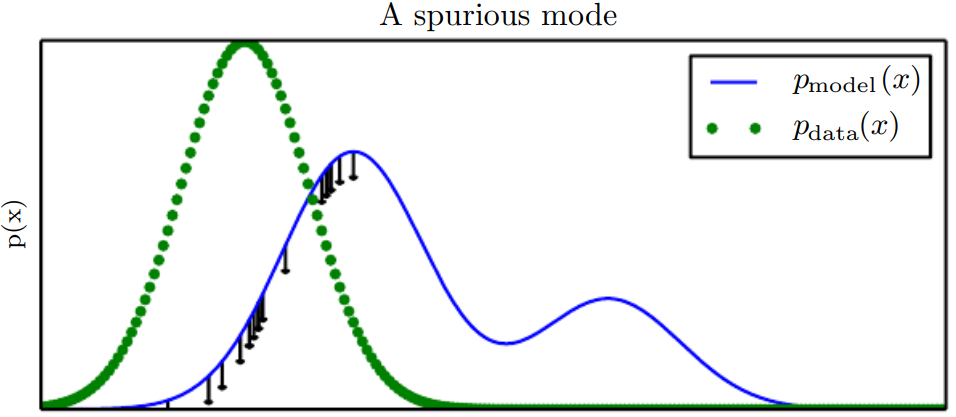 A spurious mode
p_model(x)
p_data(x)
p(x)